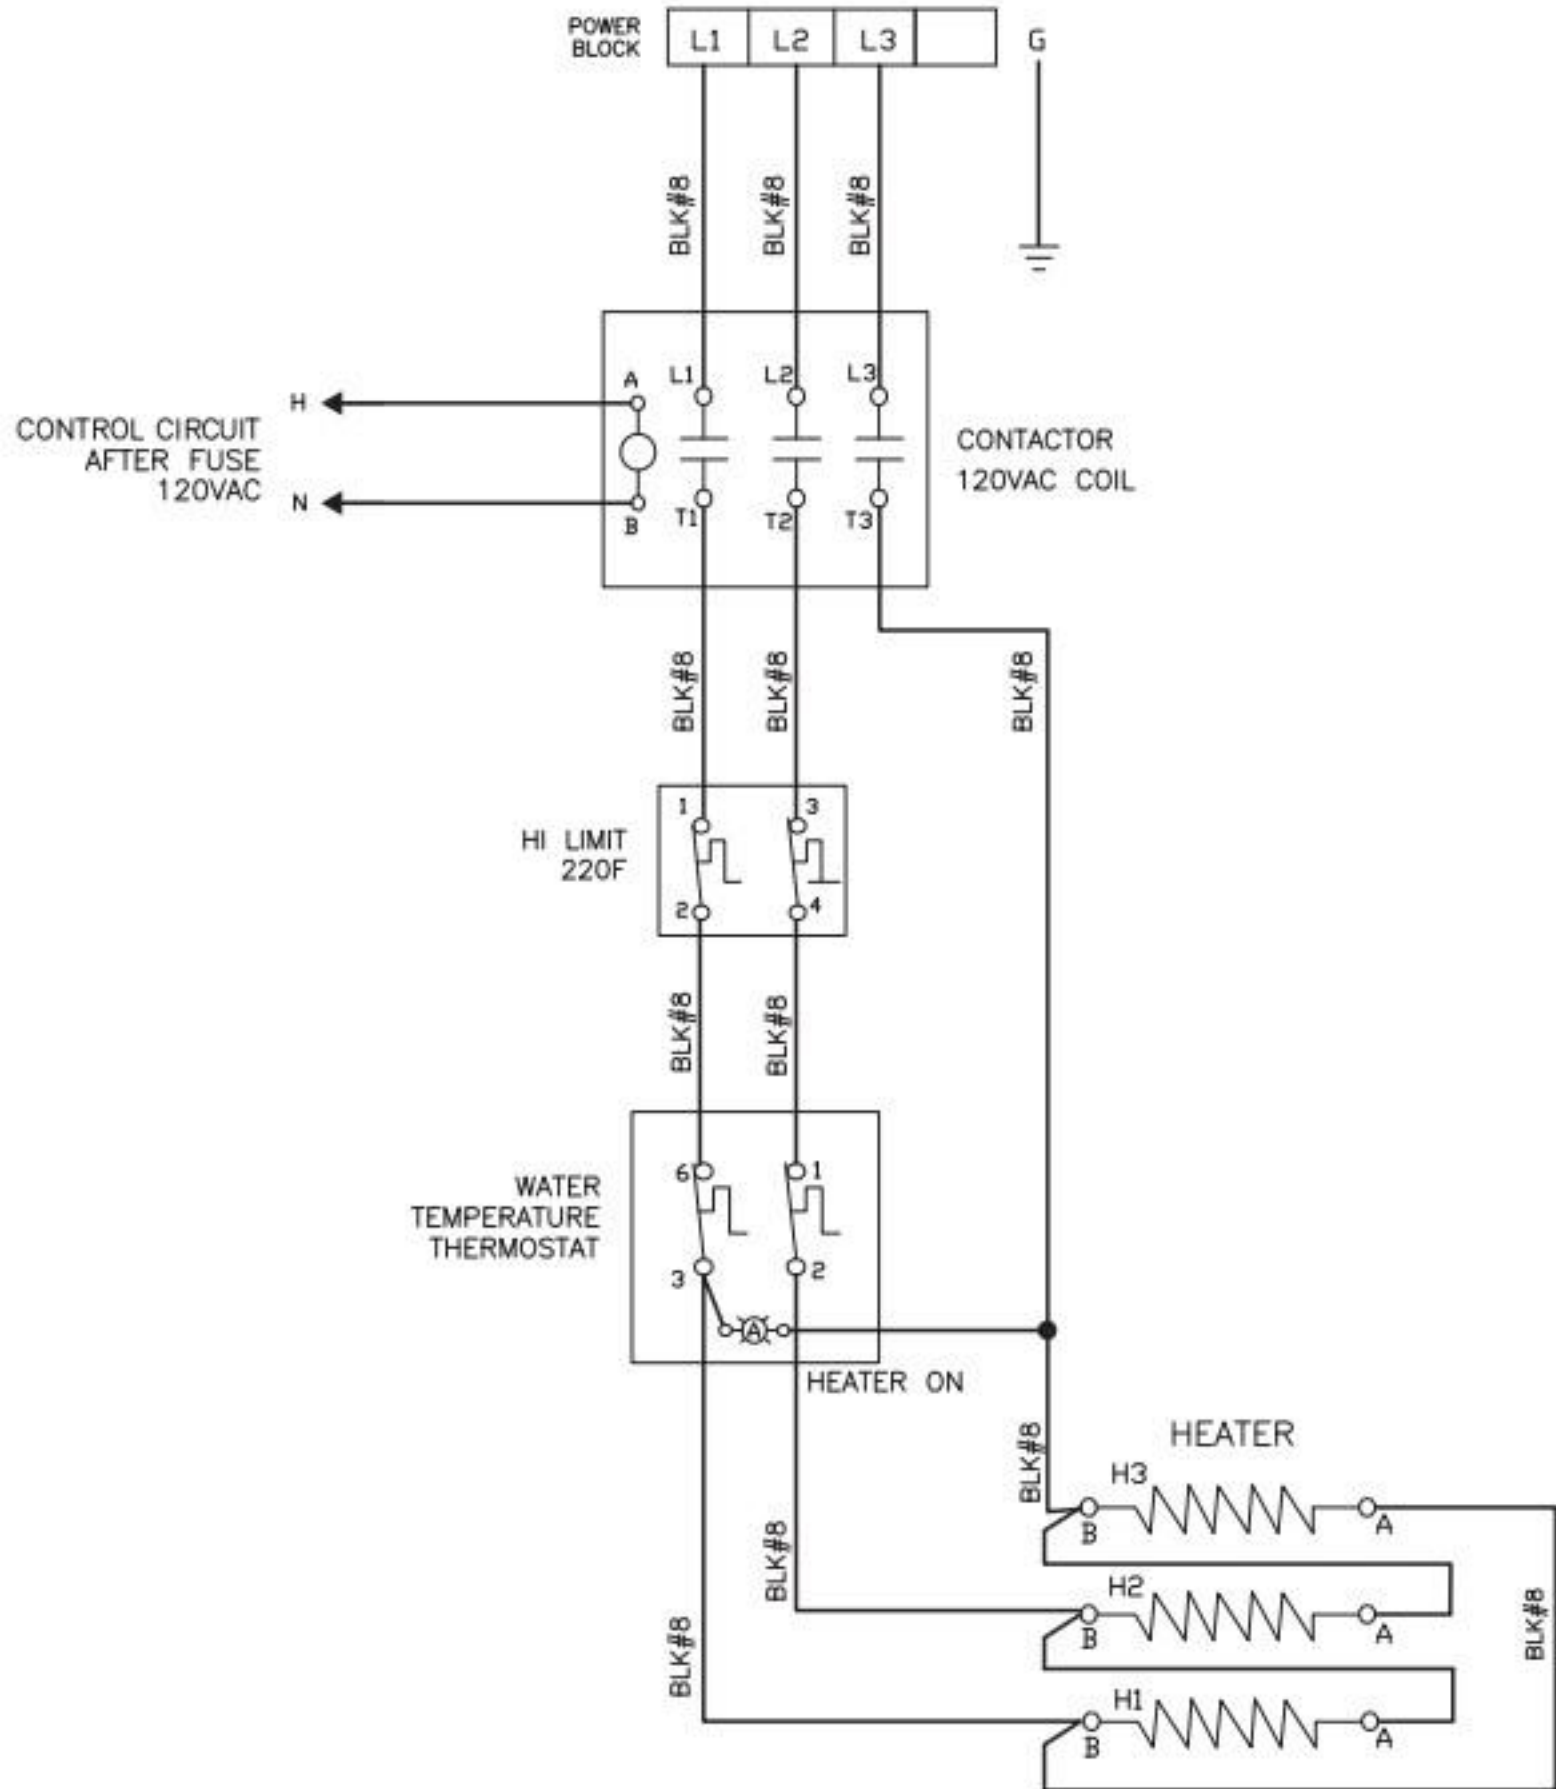 POWER
BLOCK
L1 L2 L3 G
BLK#8 BLK#8 BLK#8
A L1 L2 L3
H
CONTROL CIRCUIT
AFTER FUSE
120VAC
N
CONTACTOR
120VAC COIL
B T1 T2 T3
BLK#8 BLK#8 BLK#8
1 3
HI LIMIT
220F
2 4
BLK#8 BLK#8
6 1
WATER
TEMPERATURE
THERMOSTAT
3 2
A
HEATER ON
HEATER
BLK#8
H3
B A
BLK#8
H2
B A
BLK#8
BLK#8
H1
B A